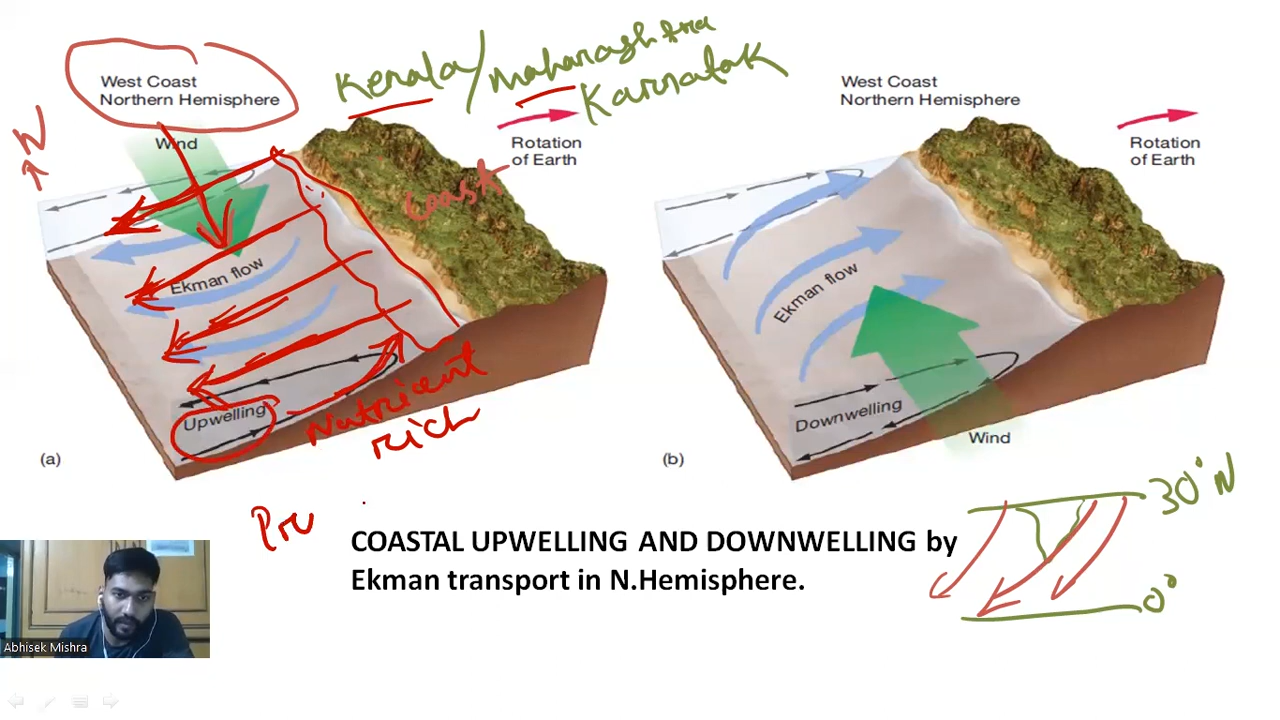 West Coast
Northern Hemisphere
Kerala/Maharashtra
Karnatak
N
Wind
Rotation
of Earth
Coast
Ekman flow
Upwelling
Nutrient
rich
(a)
West Coast
Northern Hemisphere
Rotation
of Earth
Ekman flow
Downwelling
Wind
(b)
30° N
0°
COASTAL UPWELLING AND DOWNWELLING by
Ekman transport in N.Hemisphere.
Abhisek Mishra